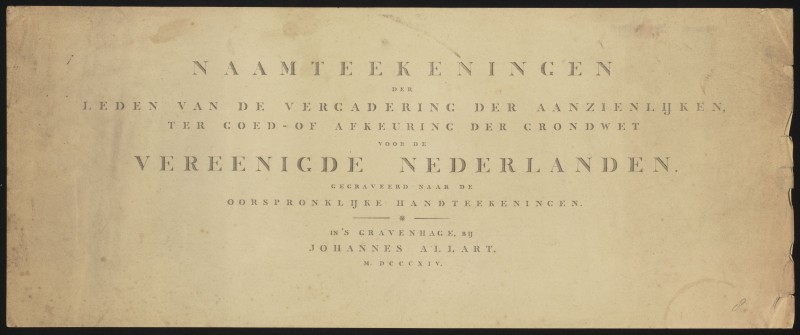 NAAMTEEKENINGEN
DER
LEDEN VAN DE VERGADERING DER AANZIENLIJKEN,
TER GOED-OF AFKEURING DER GRONDWET
VOOR DE
VEREENIGDE NEDERLANDEN.
GEGRAVEERD NAAR DE
OORSPRONKLIJKE HANDTEEKENINGEN.
IN'S GRAVENHAGE, BIJ
JOHANNES ALLART,
M. DCCCXIV.